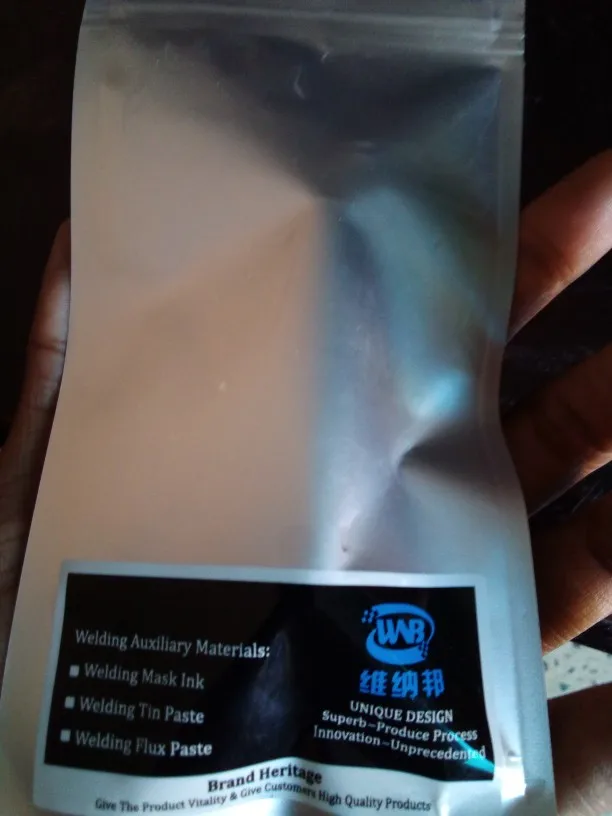 Welding Auxiliary Materials:
Welding Mask Ink
Welding Tin Paste
Welding Flux Paste
WNB
维纳邦
UNIQUE DESIGN
Superb-Produce Process
Innovation-Unprecedented
Brand Heritage
Give The Product Vitality & Give Customers High Quality Products